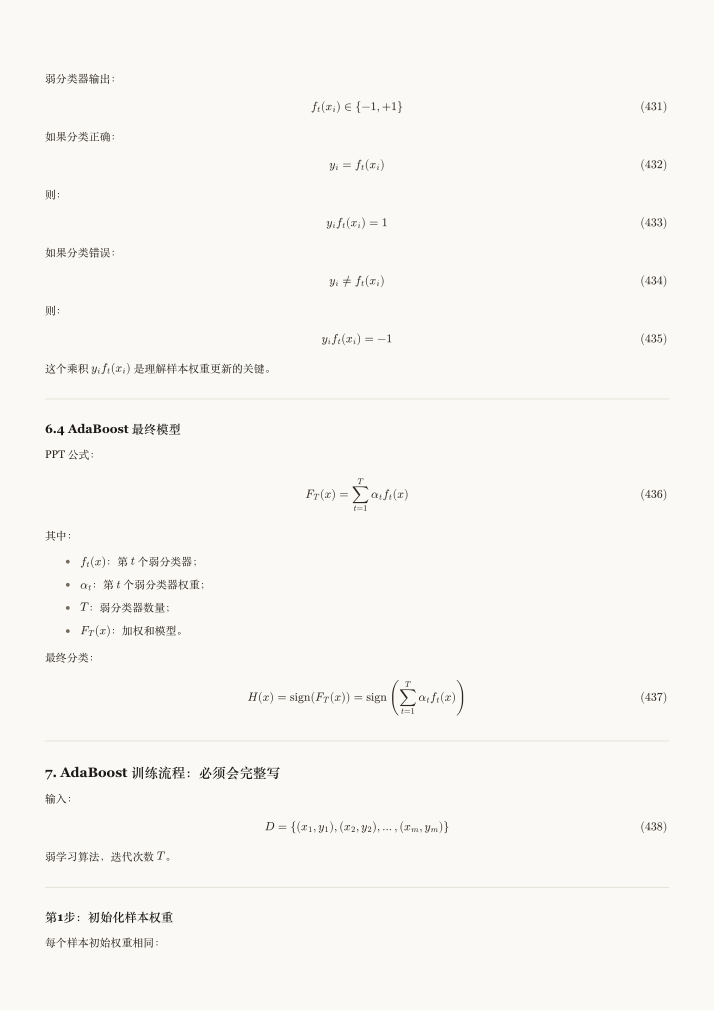 弱分类器输出：
f_t(x_i) ∈ {−1, +1} (431)
如果分类正确：
y_i = f_t(x_i) (432)
则：
y_i f_t(x_i) = 1 (433)
如果分类错误：
y_i ≠ f_t(x_i) (434)
则：
y_i f_t(x_i) = −1 (435)
这个乘积 y_i f_t(x_i) 是理解样本权重更新的关键。
6.4 AdaBoost 最终模型
PPT 公式：
F_T(x) = ∑_{t=1}^{T} α_t f_t(x) (436)
其中：
• f_t(x)：第 t 个弱分类器；
• α_t：第 t 个弱分类器权重；
• T：弱分类器数量；
• F_T(x)：加权和模型。
最终分类：
H(x) = sign(F_T(x)) = sign(∑_{t=1}^{T} α_t f_t(x)) (437)
7. AdaBoost 训练流程：必须会完整写
输入：
D = {(x_1, y_1), (x_2, y_2), … , (x_m, y_m)} (438)
弱学习算法、迭代次数 T。
第1步：初始化样本权重
每个样本初始权重相同：